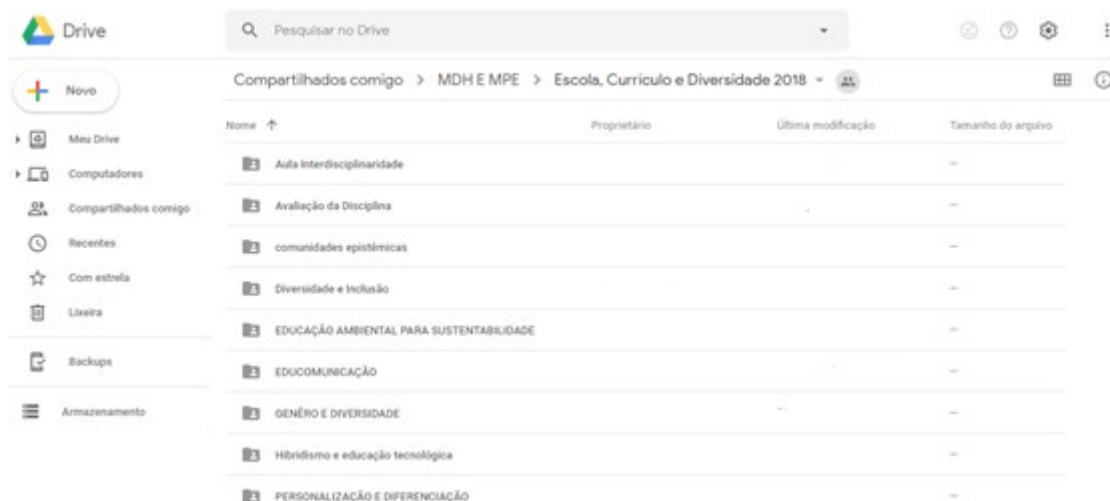 Drive
Pesquisar no Drive
Novo
Meu Drive
Computadores
Compartilhados comigo
Recentes
Com estrela
Lixeira
Backups
Armazenamento
Compartilhados comigo > MDH E MPE > Escola, Curriculo e Diversidade 2018
Nome Proprietário Última modificação Tamanho do arquivo
Aula Interdisciplinaridade —
Avaliação da Disciplina —
comunidades epistêmicas —
Diversidade e Inclusão —
EDUCAÇÃO AMBIENTAL PARA SUSTENTABILIDADE —
EDUCOMUNICAÇÃO —
GENÊRO E DIVERSIDADE —
Hibridismo e educação tecnológica —
PERSONALIZAÇÃO E DIFERENCIAÇÃO —